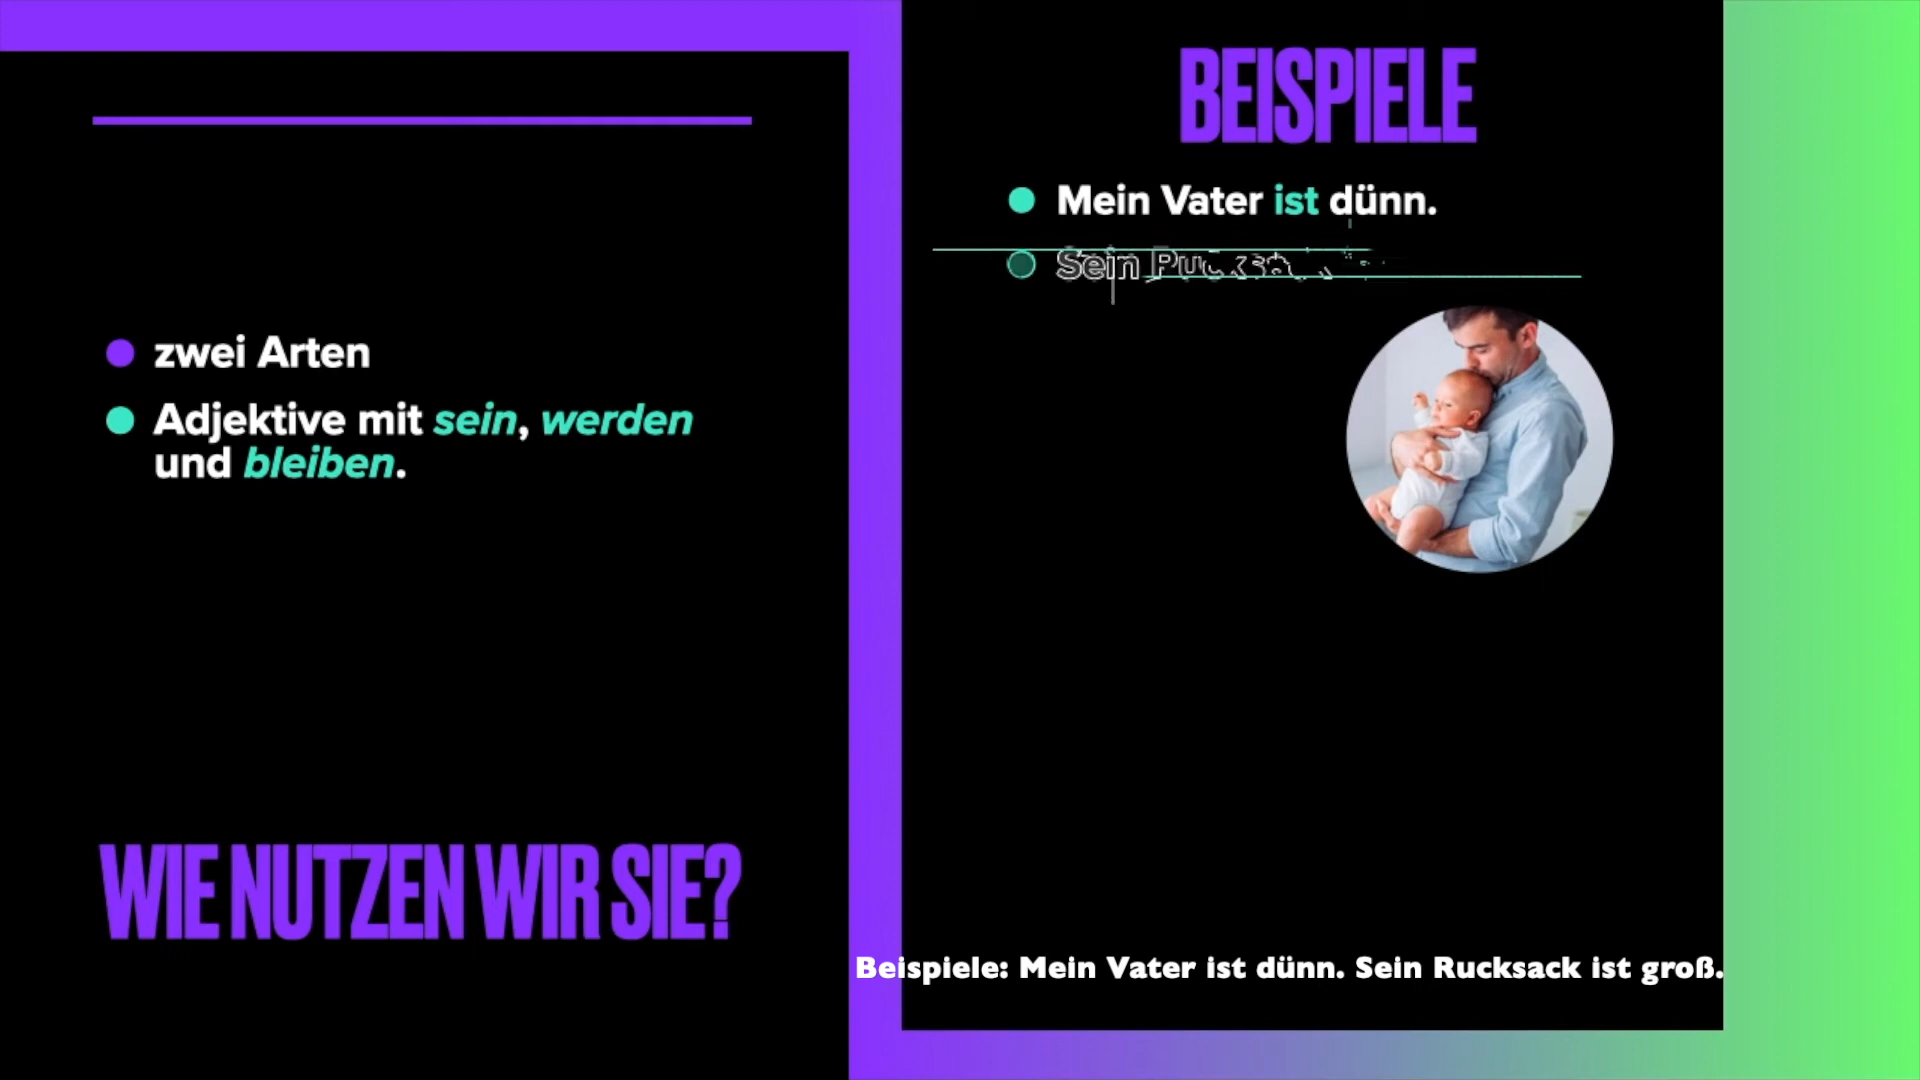 zwei Arten
Adjektive mit sein, werden
und bleiben.
WIE NUTZEN WIR SIE?
BEISPIELE
Mein Vater ist dünn.
Sein
Beispiele: Mein Vater ist dünn. Sein Rucksack ist groß.